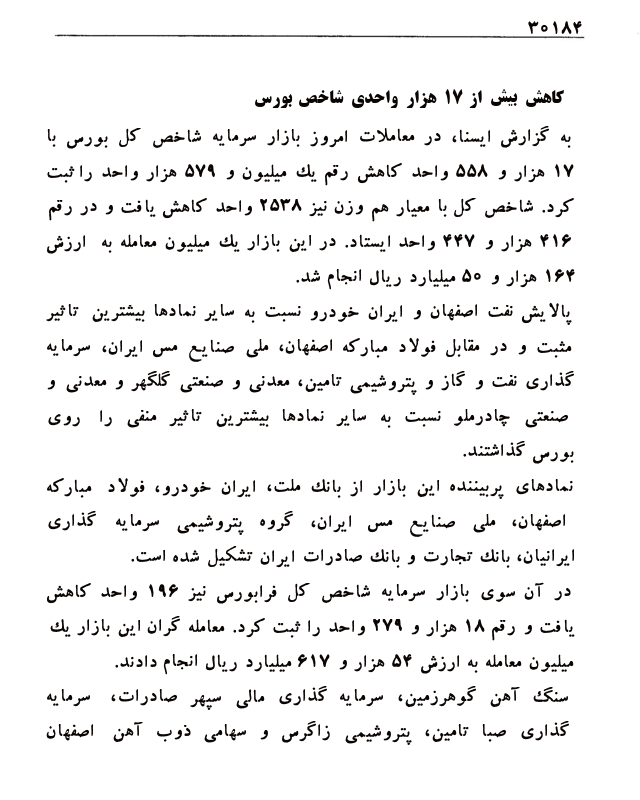 ۳۰۱۸۴
کاهش بیش از ۱۷ هزار واحدی شاخص بورس
به گزارش ایسنا، در معاملات امروز بازار سرمایه شاخص کل بورس با
۱۷ هزار و ۵۵۸ واحد کاهش رقم یك میلیون و ۵۷۹ هزار واحد را ثبت
کرد. شاخص کل با معیار هم وزن نیز ۲۵۳۸ واحد کاهش یافت و در رقم
۴۱۶ هزار و ۴۴۷ واحد ایستاد. در این بازار یك میلیون معامله به ارزش
۱۶۴ هزار و ۵۰ میلیارد ریال انجام شد.
پالایش نفت اصفهان و ایران خودرو نسبت به سایر نمادها بیشترین تاثیر
مثبت و در مقابل فولاد مبارکه اصفهان، ملی صنایع مس ایران، سرمایه
گذاری نفت و گاز و پتروشیمی تامین، معدنی و صنعتی گلگهر و معدنی و
صنعتی چادرملو نسبت به سایر نمادها بیشترین تاثیر منفی را روی
بورس گذاشتند.
نمادهای پربیننده این بازار از بانك ملت، ایران خودرو، فولاد مبارکه
اصفهان، ملی صنایع مس ایران، گروه پتروشیمی سرمایه گذاری
ایرانیان، بانك تجارت و بانك صادرات ایران تشکیل شده است.
در آن سوی بازار سرمایه شاخص کل فرابورس نیز ۱۹۶ واحد کاهش
یافت و رقم ۱۸ هزار و ۲۷۹ واحد را ثبت کرد. معامله گران این بازار یك
میلیون معامله به ارزش ۵۴ هزار و ۶۱۷ میلیارد ریال انجام دادند.
سنگ آهن گوهرزمین، سرمایه گذاری مالی سپهر صادرات، سرمایه
گذاری صبا تامین، پتروشیمی زاگرس و سهامی ذوب آهن اصفهان